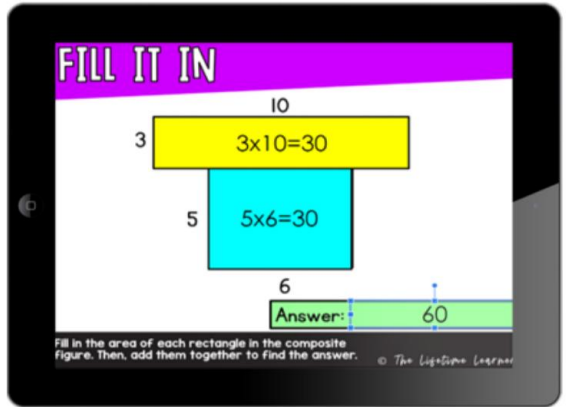 FILL IT IN
10
3
3x10=30
5
5x6=30
6
Answer: 60
Fill in the area of each rectangle in the composite
figure. Then, add them together to find the answer.
© The Lifetime Learner